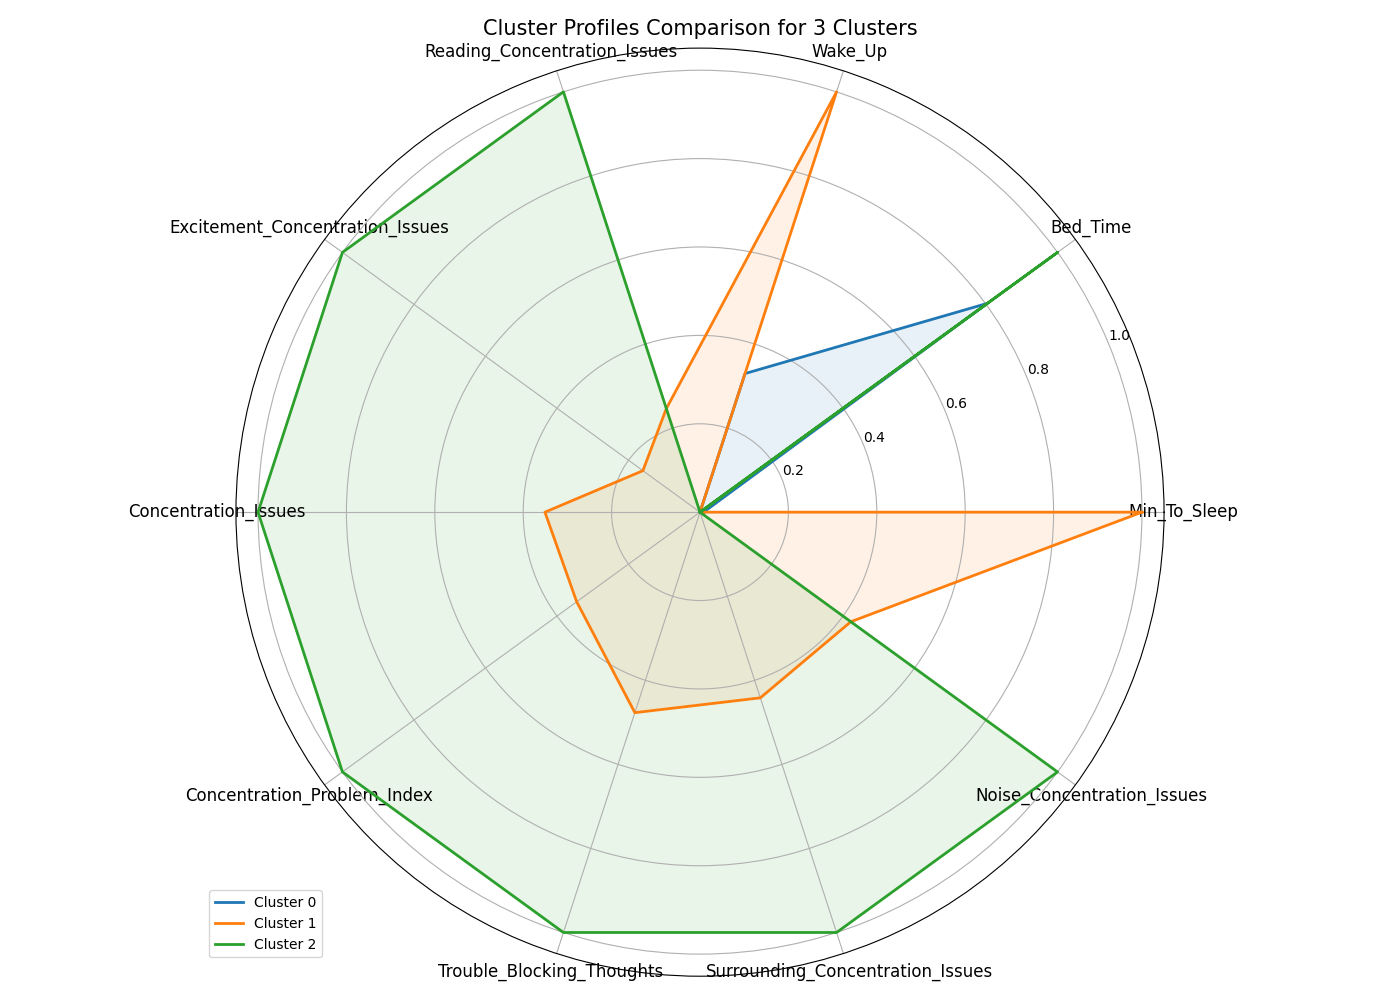 Cluster Profiles Comparison for 3 Clusters
Reading_Concentration_Issues
Wake_Up
Excitement_Concentration_Issues
Bed_Time
1.0
0.8
0.6
0.4
0.2
Concentration_Issues
Min_To_Sleep
Concentration_Problem_Index
Noise_Concentration_Issues
Cluster 0
Cluster 1
Cluster 2
Trouble_Blocking_Thoughts
Surrounding_Concentration_Issues